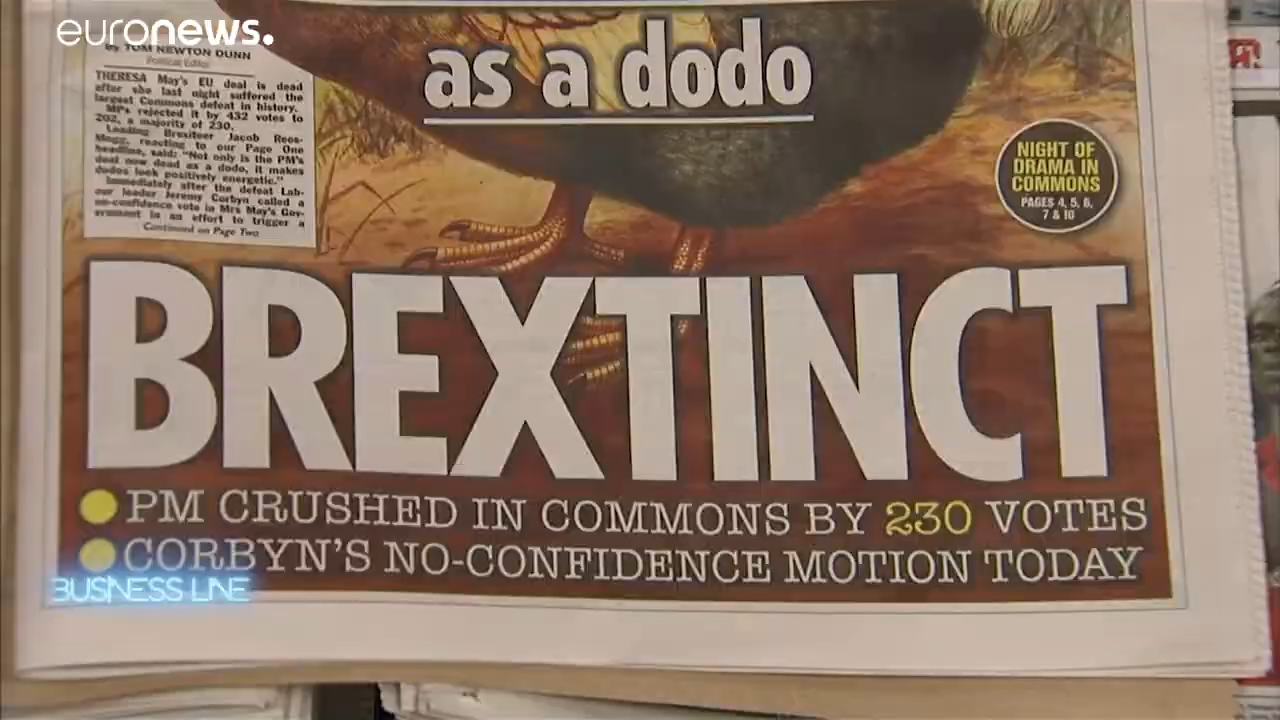 euronews.
by TOM NEWTON DUNN
Political Editor
THERESA May's EU deal is dead
after she last night suffered the
largest Commons defeat in history.
MPs rejected it by 432 votes to
202, a majority of 230.
Leading Brexiteer Jacob Rees-
Mogg, reacting to our Page One
headline, said: "Not only is the PM's
deal now dead as a dodo, it makes
dodos look positively energetic."
Immediately after the defeat Lab-
our leader Jeremy Corbyn called a
no-confidence vote in Mrs May's Gov-
ernment in an effort to trigger a
Continued on Page Two
as a dodo
NIGHT OF
DRAMA IN
COMMONS
PAGES 4, 5, 6,
7 & 10
BREXTINCT
PM CRUSHED IN COMMONS BY 230 VOTES
CORBYN'S NO-CONFIDENCE MOTION TODAY
BUSINESS LINE